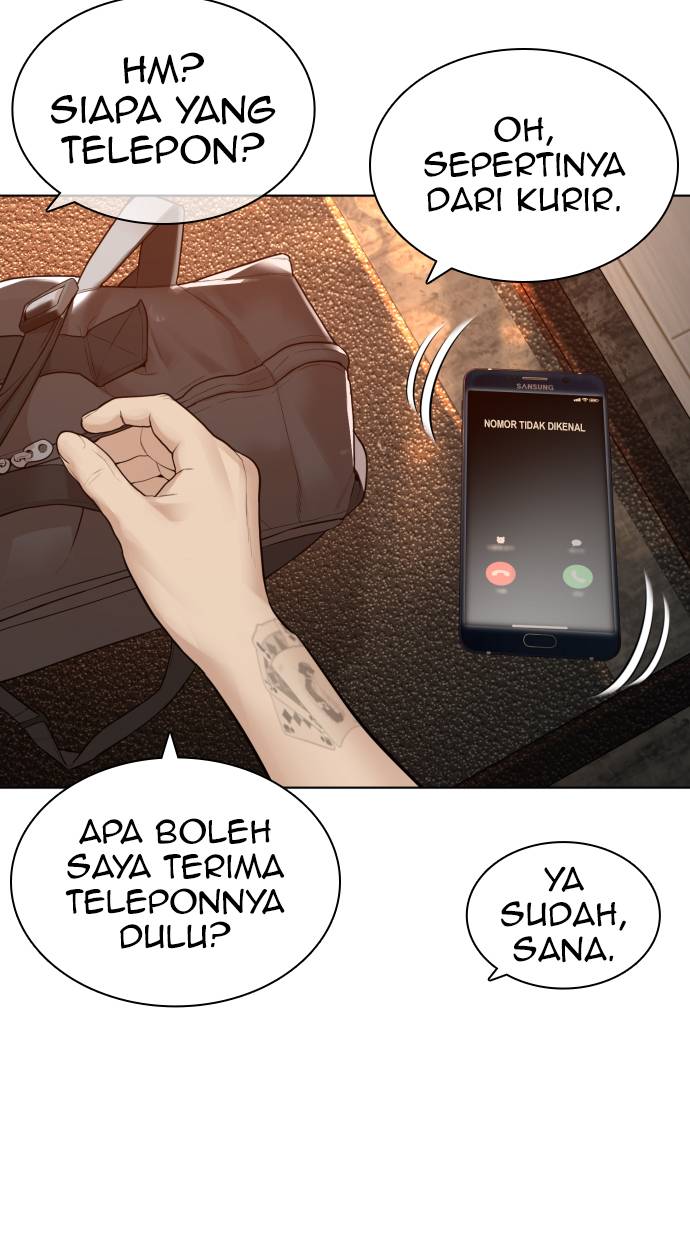 HM?
SIAPA YANG
TELEPON?
OH,
SEPERTINYA
DARI KURIR.
SAMSUNG
NOMOR TIDAK DIKENAL
APA BOLEH
SAYA TERIMA
TELEPONNYA
DULU?
YA
SUDAH,
SANA.